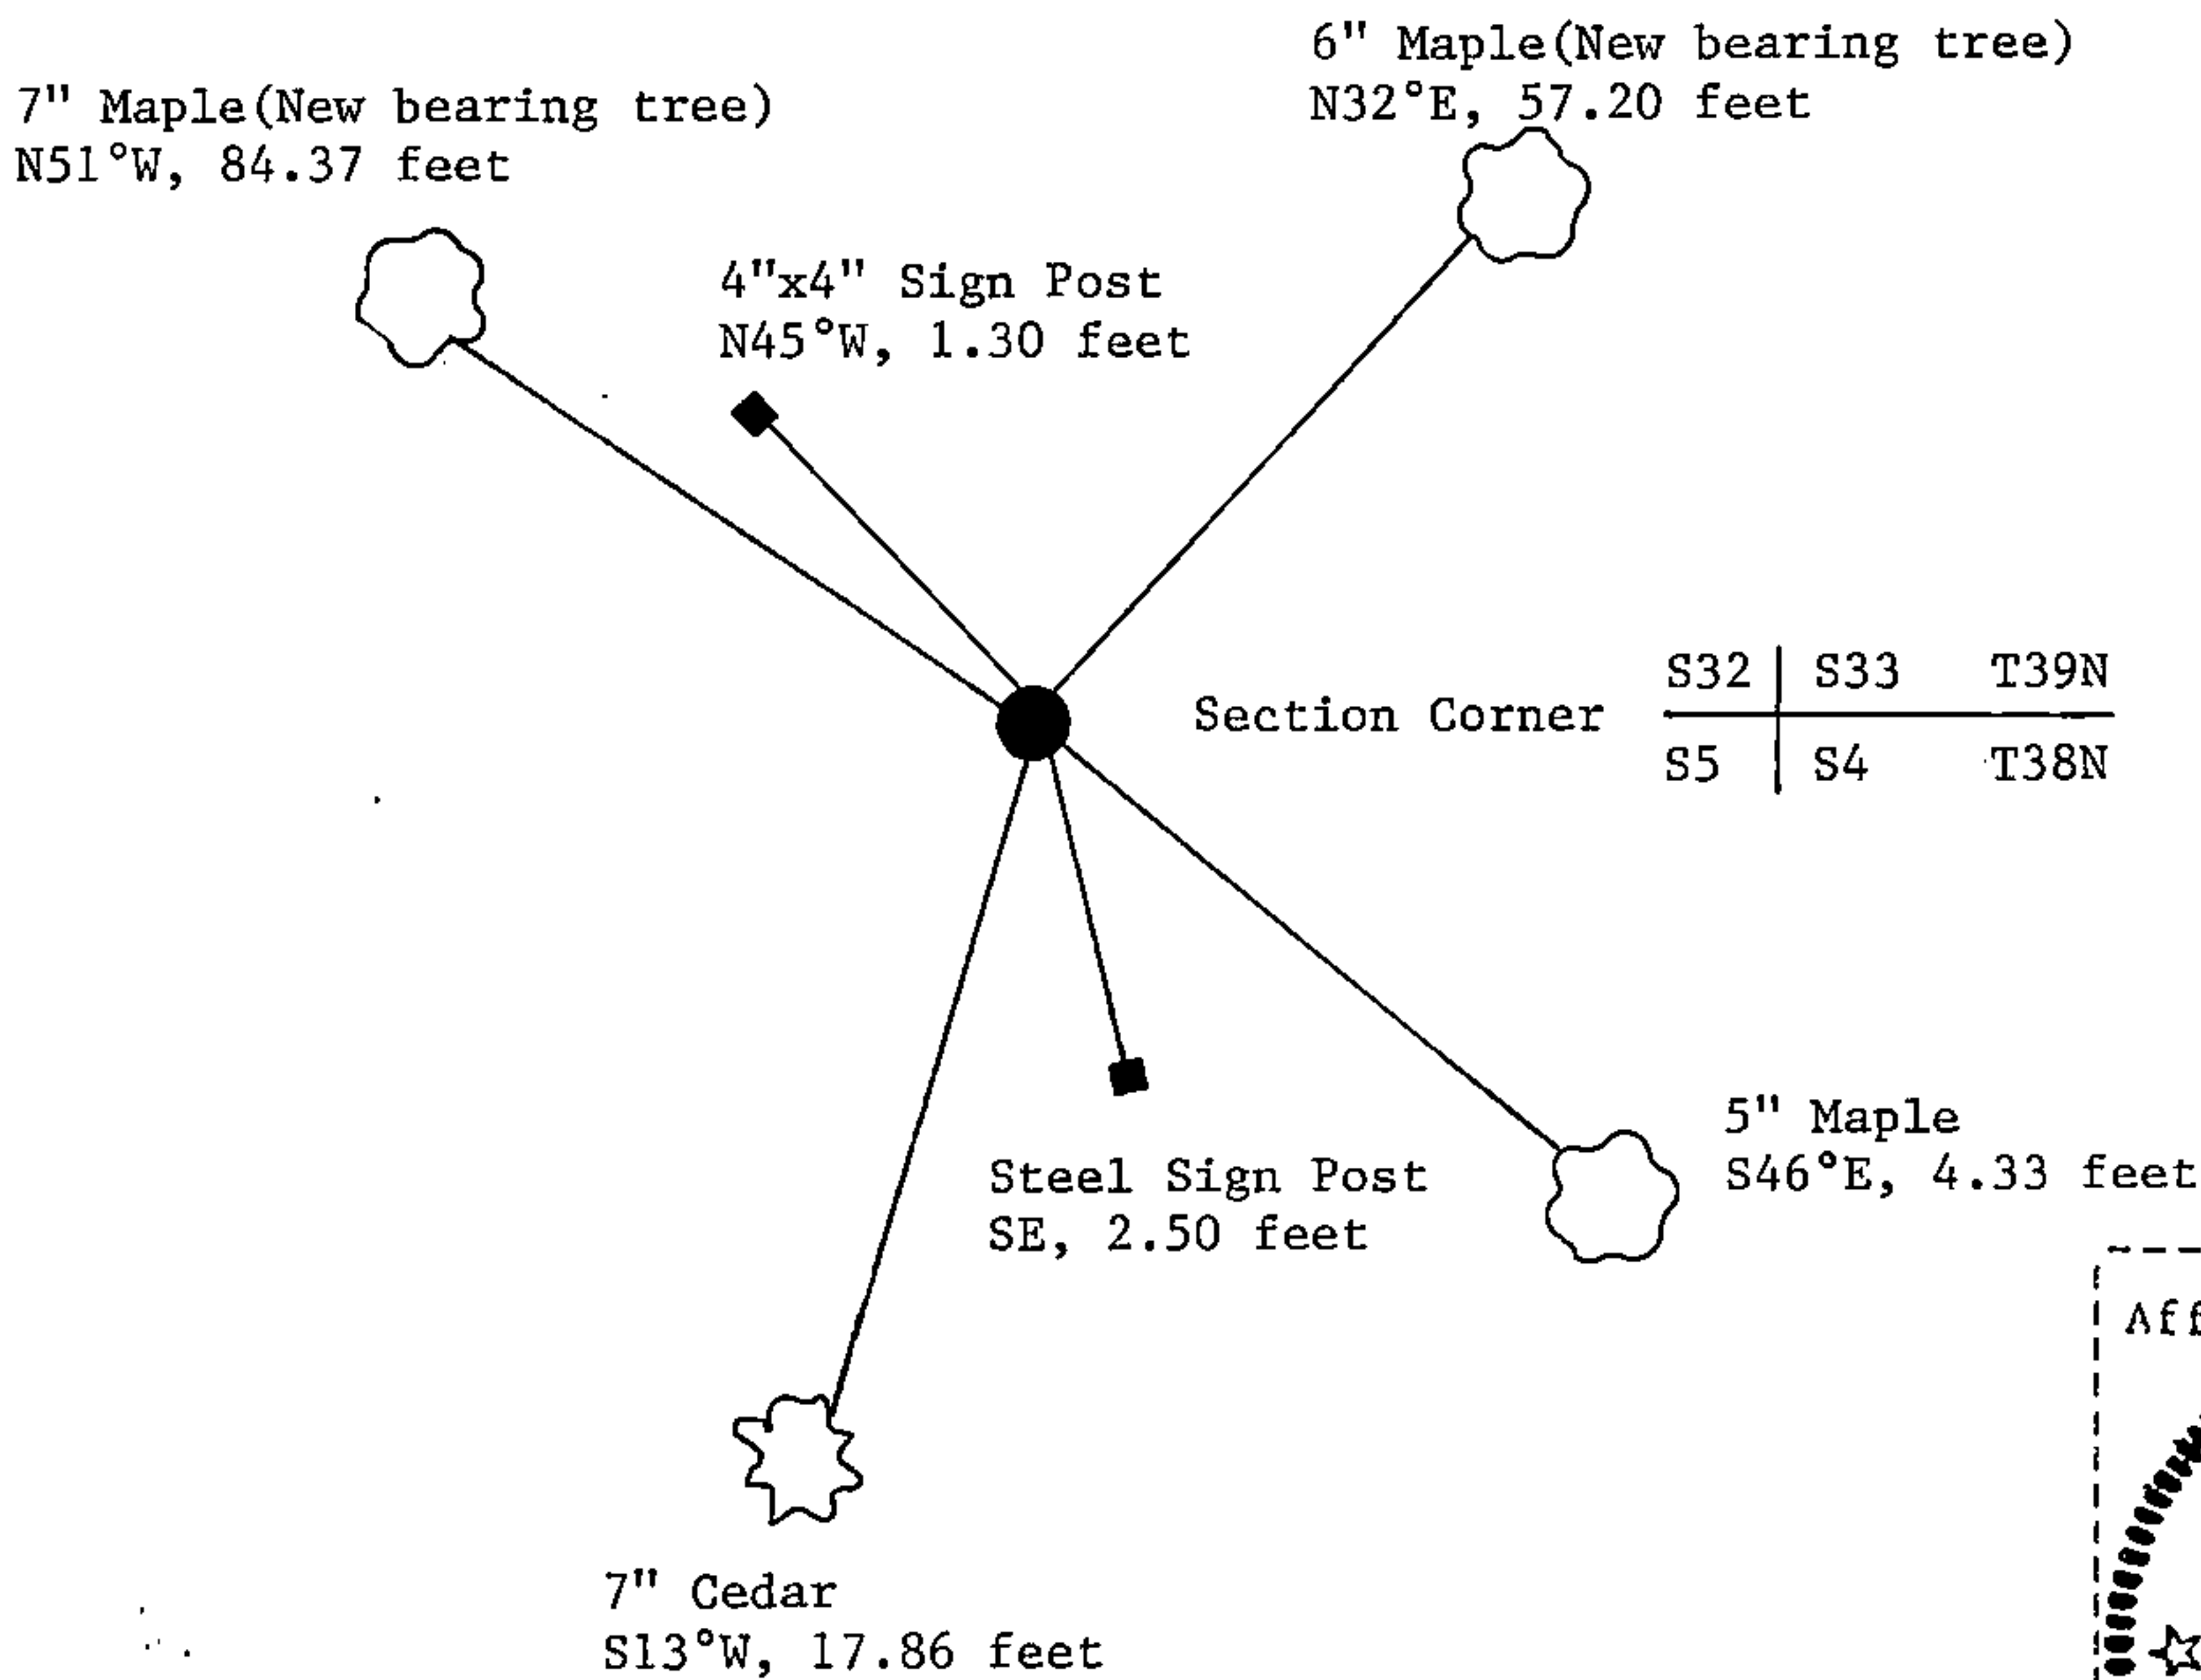 6" Maple(New bearing tree)
N32°E, 57.20 feet
7" Maple(New bearing tree)
N51°W, 84.37 feet
4"x4" Sign Post
N45°W, 1.30 feet
Section Corner
S32 S33 T39N
S5 S4 T38N
5" Maple
S46°E, 4.33 feet
Steel Sign Post
SE, 2.50 feet
7" Cedar
S13°W, 17.86 feet